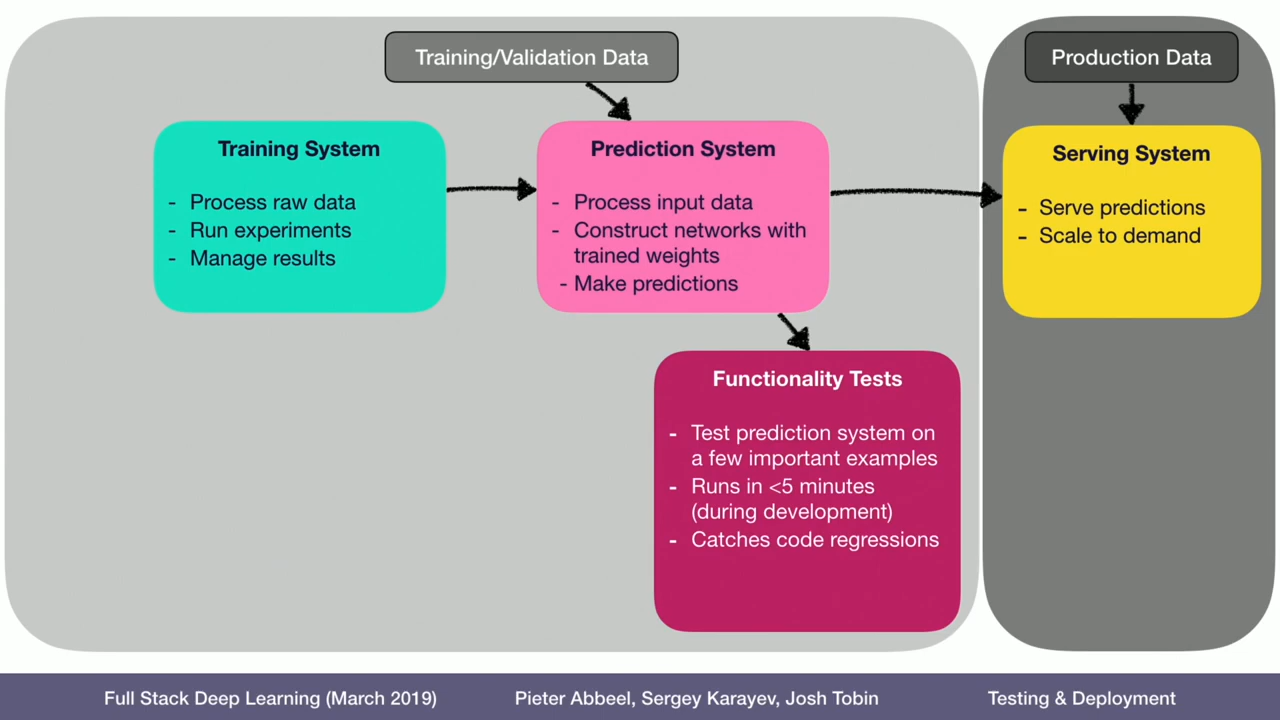 Training/Validation Data
Production Data
Training System
- Process raw data
- Run experiments
- Manage results
Prediction System
- Process input data
- Construct networks with
trained weights
- Make predictions
Serving System
- Serve predictions
- Scale to demand
Functionality Tests
- Test prediction system on
a few important examples
- Runs in <5 minutes
(during development)
- Catches code regressions
Full Stack Deep Learning (March 2019)
Pieter Abbeel, Sergey Karayev, Josh Tobin
Testing & Deployment